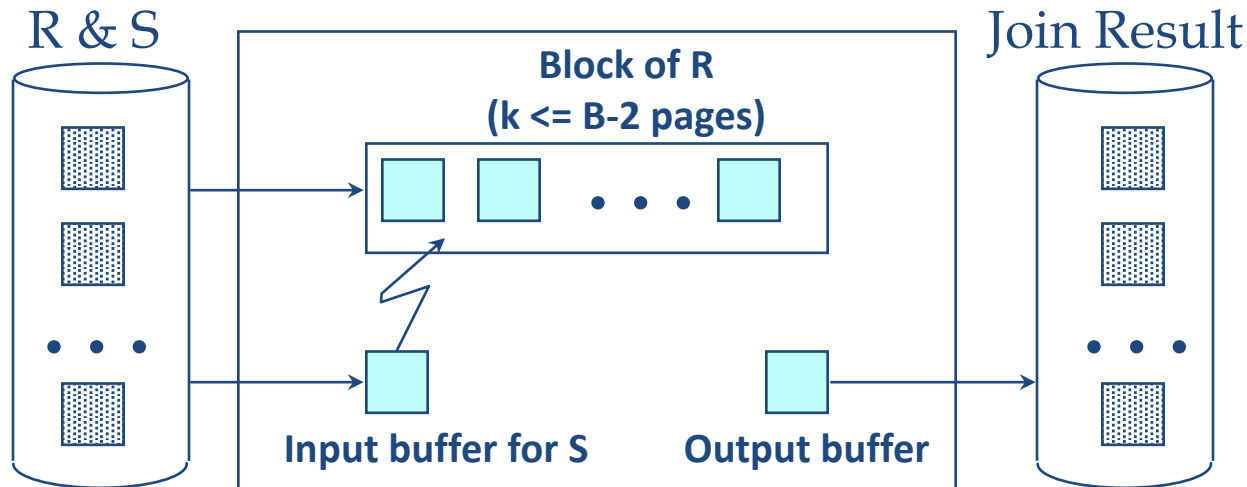 R & S
Join Result
Block of R
(k <= B-2 pages)
• • •
• • •
• • •
Input buffer for S
Output buffer